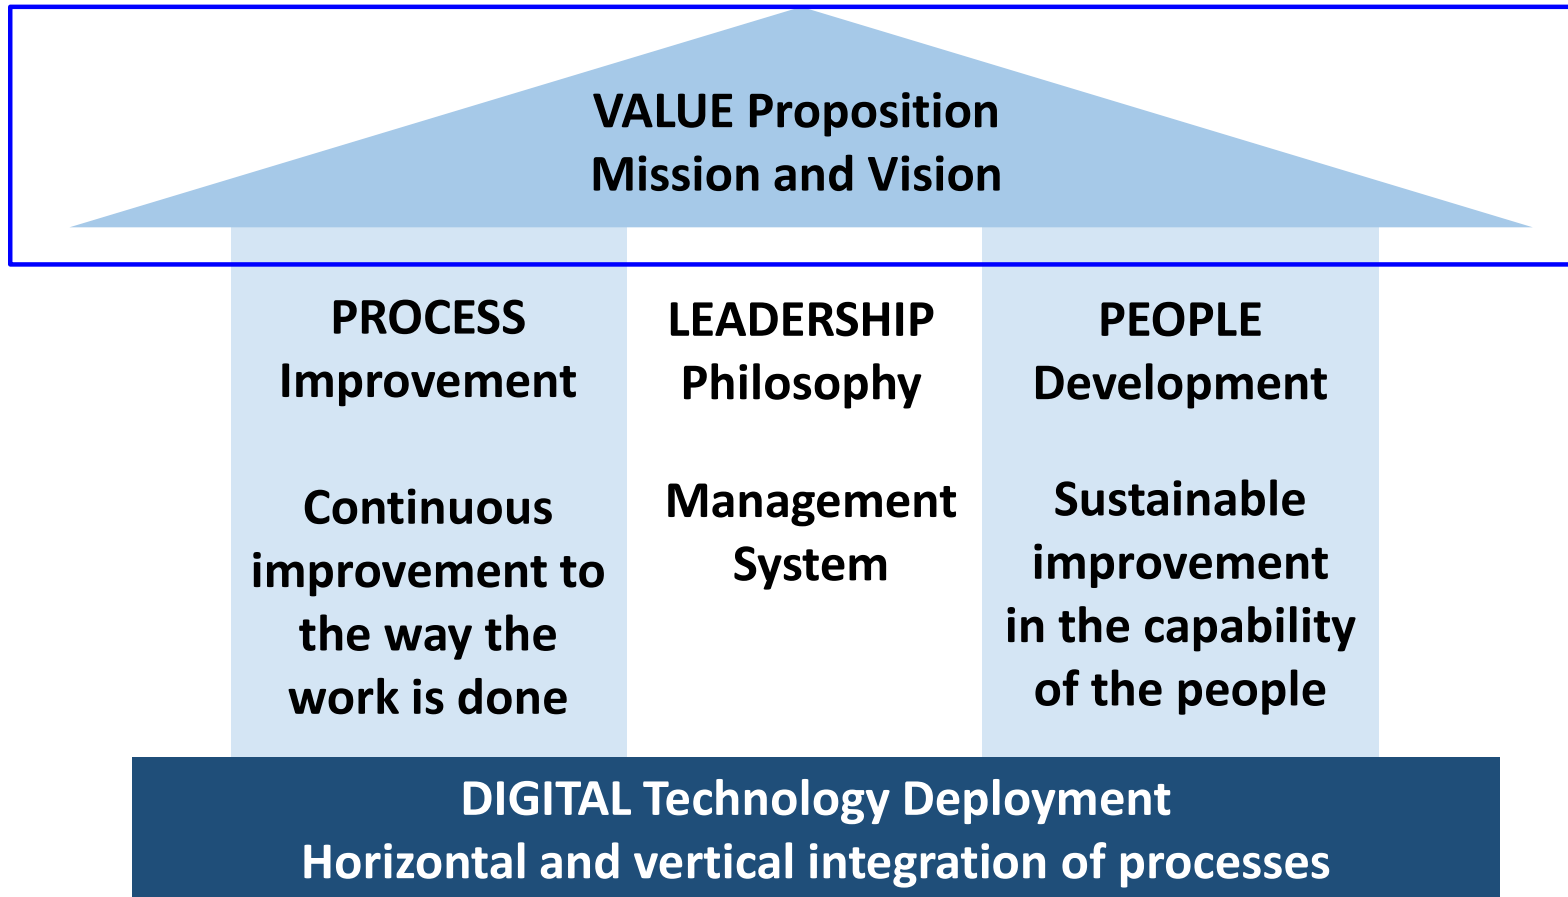 VALUE Proposition
Mission and Vision
PROCESS
Improvement
Continuous
improvement to
the way the
work is done
LEADERSHIP
Philosophy
Management
System
PEOPLE
Development
Sustainable
improvement
in the capability
of the people
DIGITAL Technology Deployment
Horizontal and vertical integration of processes